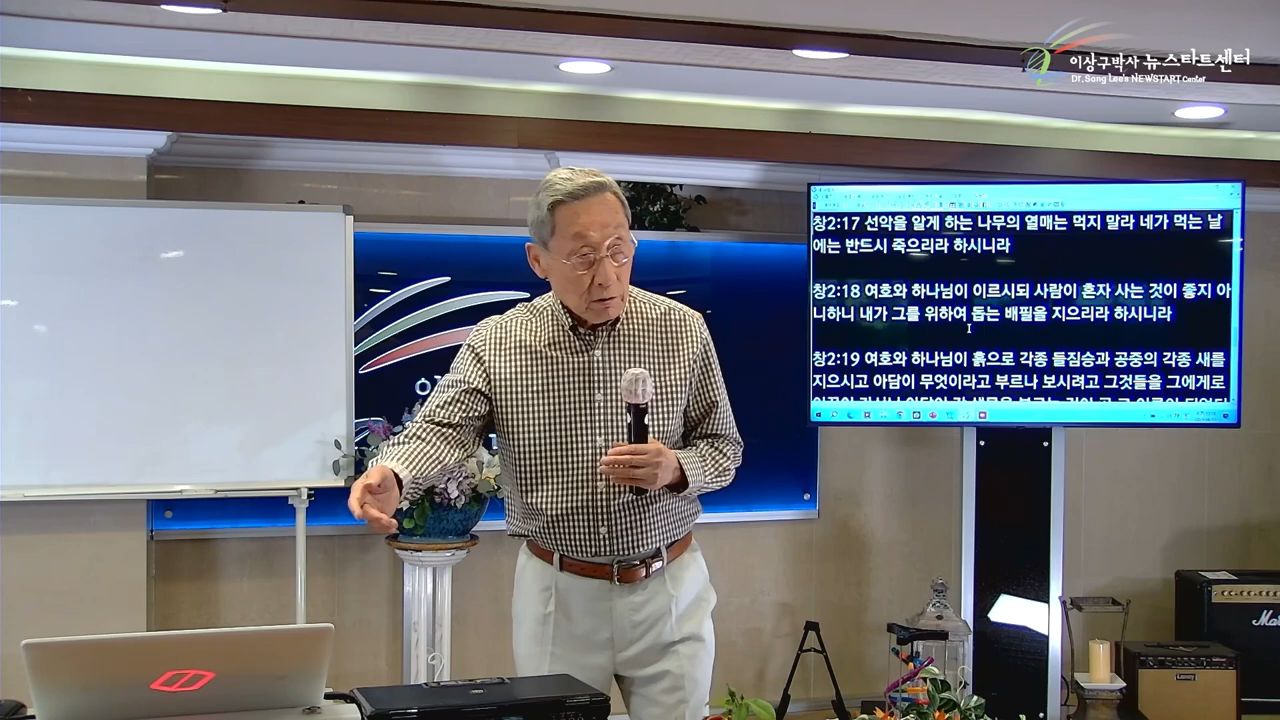 이상구박사 뉴스타트센터
Dr. Sang Lee's NEWSTART Center
창2:17 선악을 알게 하는 나무의 열매는 먹지 말라 네가 먹는 날
에는 반드시 죽으리라 하시니라
창2:18 여호와 하나님이 이르시되 사람이 혼자 사는 것이 좋지 아
니하니 내가 그를 위하여 돕는 배필을 지으리라 하시니라
창2:19 여호와 하나님이 흙으로 각종 들짐승과 공중의 각종 새를
지으시고 아담이 무엇이라고 부르나 보시려고 그것들을 그에게로
Laney